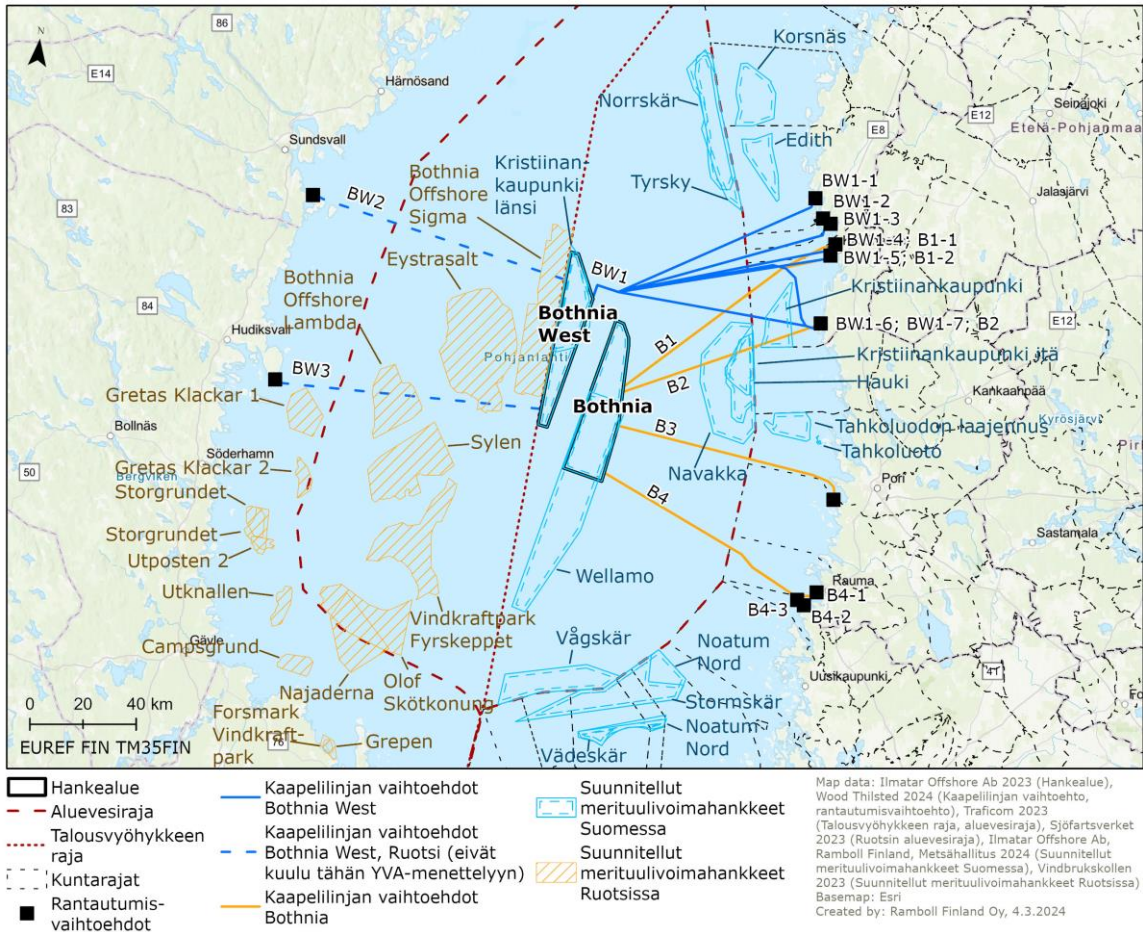 86
N
E14
Härnösand
Korsnäs
Norrskär
Seinäjoki
E12
E8
Etelä-Pohjanmaa
Sundsvall
Kristiinan-
kaupunki
länsi
Edith
Bothnia
Offshore
Sigma
Tyrsky
BW1-1
BW1-2
BW1-3
Jalasjärvi
BW2
83
BW1-4; B1-1
BW1-5; B1-2
Eystrasalt
BW1
Kristiinankaupunki
Bothnia
Offshore
Lambda
84
Bothnia
West
Hudiksvall
BW1-6; BW1-7; B2
E12
B1
Pohjanlahti
Kristiinankaupunki itä
B2
BW3
Hauki
Gretas Klackar 1
Bothnia
Kankaanpää
B3
Tahkoluodon laajennus
Kyrösjärvi
Bollnäs
Sylen
Tahkoluoto
Navakka
Söderhamn
50
Gretas Klackar 2
Bergviken
Storgrundet
Pori
B4
Storgrundet
Sastamala
Utposten 2
Wellamo
Rauma
B4-1
B4-3
B4-2
Utknallen
Vindkraftpark
Fyrskeppet
Gävle
Vågskär
Noatum
Nord
Campsgrund
41
Uusikaupunki
Olof
Skötkonung
Najaderna
Stormskär
0 20 40 km
Forsmark
Vindkraft-
park
Noatum
Nord
EUREF FIN TM35FIN
76
Grepen
Vädeskär
Hankealue
Aluevesiraja
Talousvyöhykkeen
raja
Kuntarajat
Rantautumis-
vaihtoehdot
Kaapelilinjan vaihtoehdot
Bothnia West
Kaapelilinjan vaihtoehdot
Bothnia West, Ruotsi (eivät
kuulu tähän YVA-menettelyyn)
Kaapelilinjan vaihtoehdot
Bothnia
Suunnitellut
merituulivoimahankkeet
Suomessa
Suunnitellut
merituulivoimahankkeet
Ruotsissa
Map data: Ilmatar Offshore Ab 2023 (Hankealue),
Wood Thilsted 2024 (Kaapelilinjan vaihtoehto,
rantautumisvaihtoehto), Traficom 2023
(Talousvyöhykkeen raja, aluevesiraja), Sjöfartsverket
2023 (Ruotsin aluevesiraja), Ilmatar Offshore Ab,
Ramboll Finland, Metsähallitus 2024 (Suunnitellut
merituulivoimahankkeet Suomessa), Vindbrukskollen
2023 (Suunnitellut merituulivoimahankkeet Ruotsissa)
Basemap: Esri
Created by: Ramboll Finland Oy, 4.3.2024